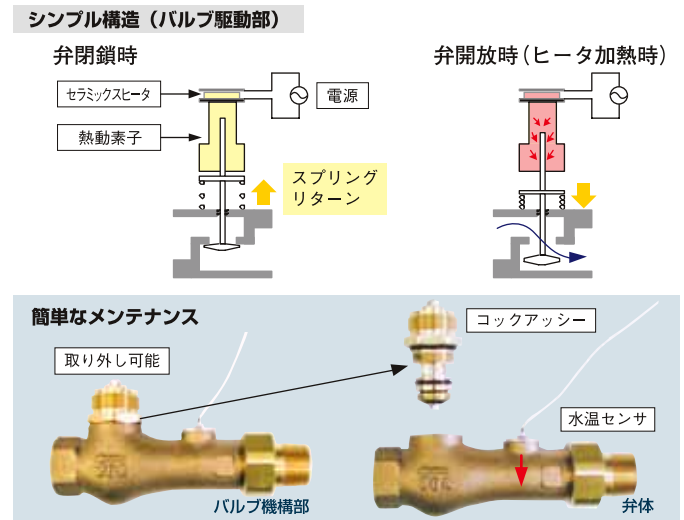 シンプル構造（バルブ駆動部）
弁閉鎖時
弁開放時（ヒータ加熱時）
セラミックスヒータ
電源
熱動素子
スプリング
リターン
簡単なメンテナンス
コックアッシー
取り外し可能
水温センサ
バルブ機構部
弁体